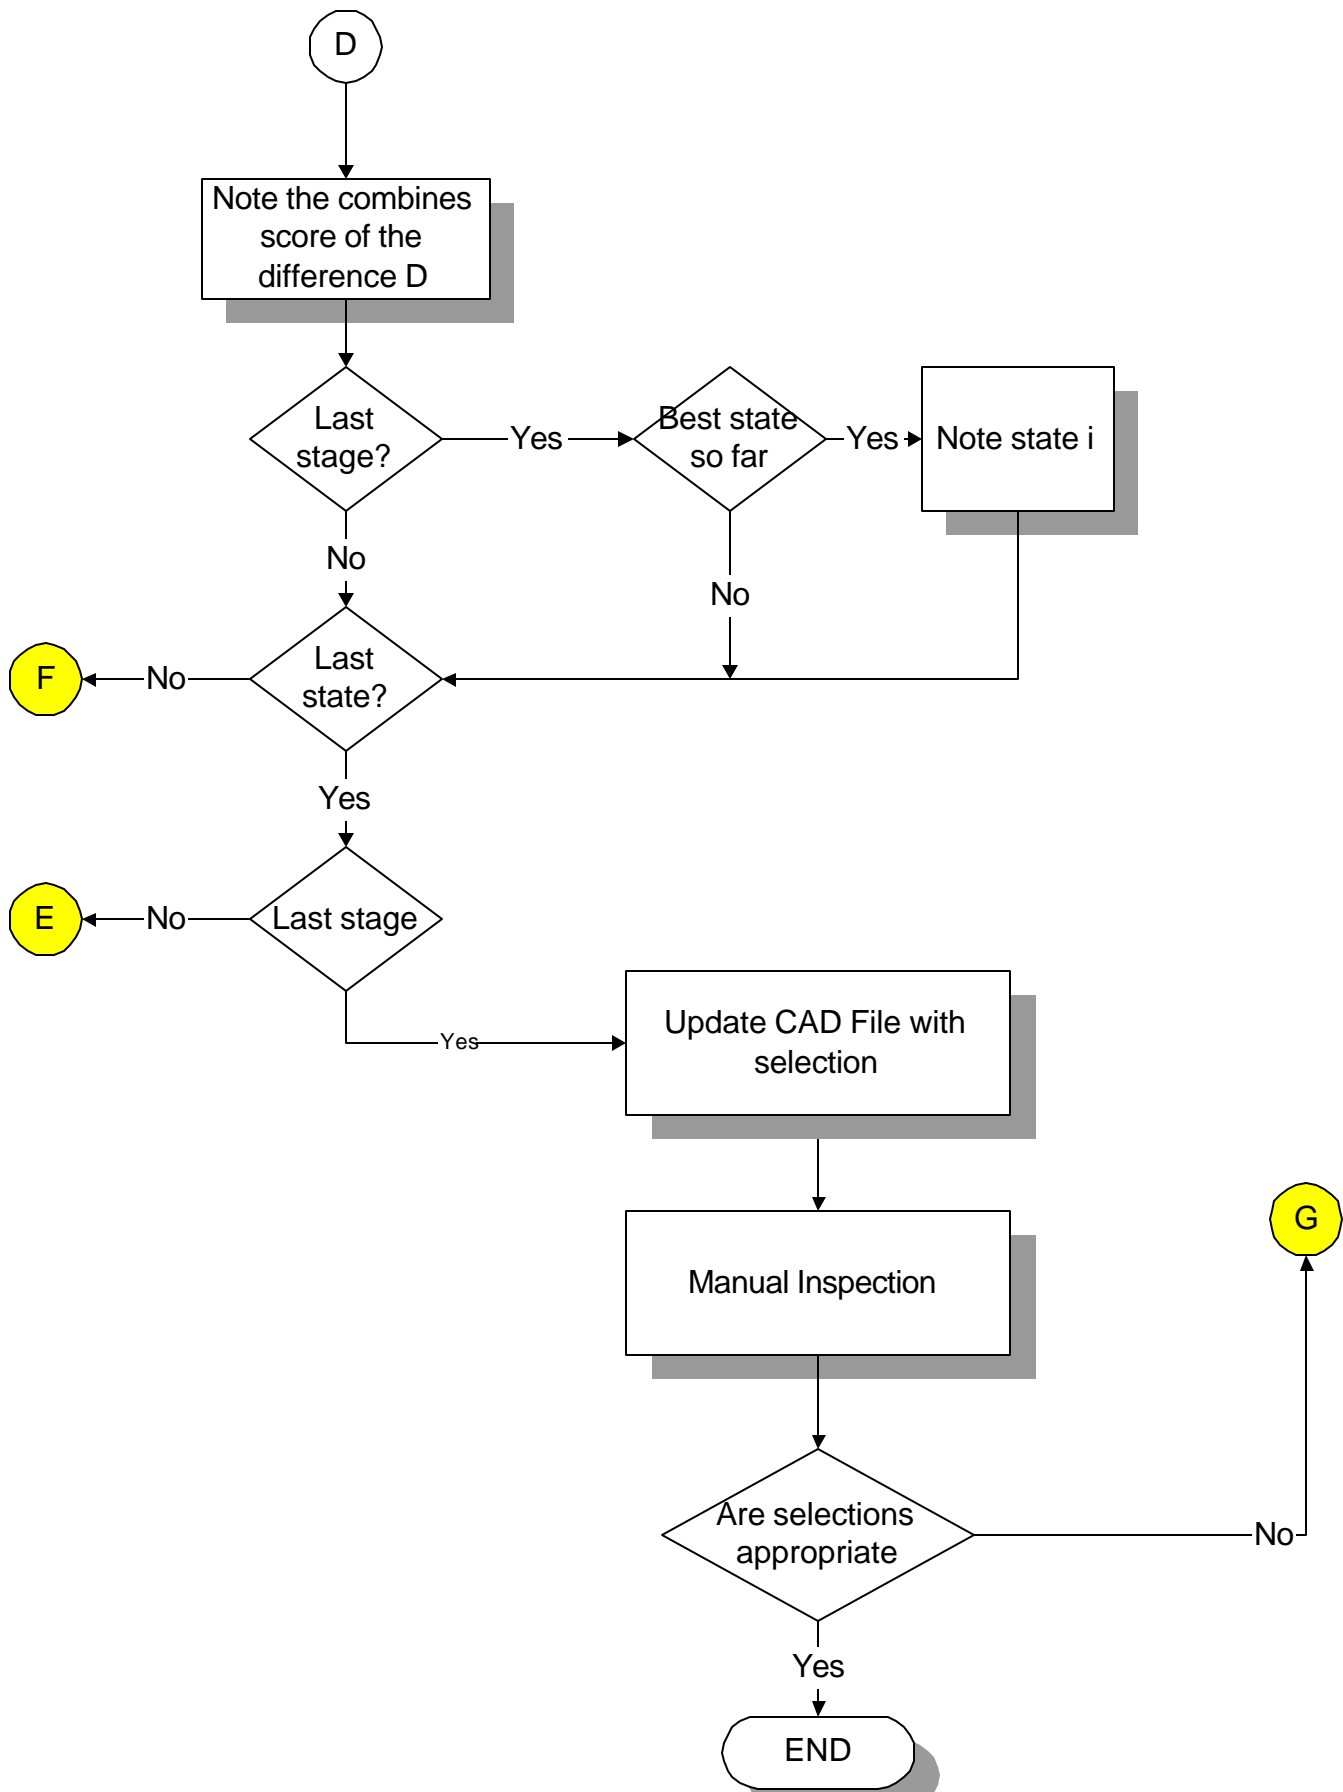 D
Note the combines
score of the
difference D
Last
stage?
Yes
Best state
so far
Yes
Note state i
No
No
F
No
Last
state?
Yes
E
No
Last stage
Yes
Update CAD File with
selection
Manual Inspection
G
Are selections
appropriate
No
Yes
END